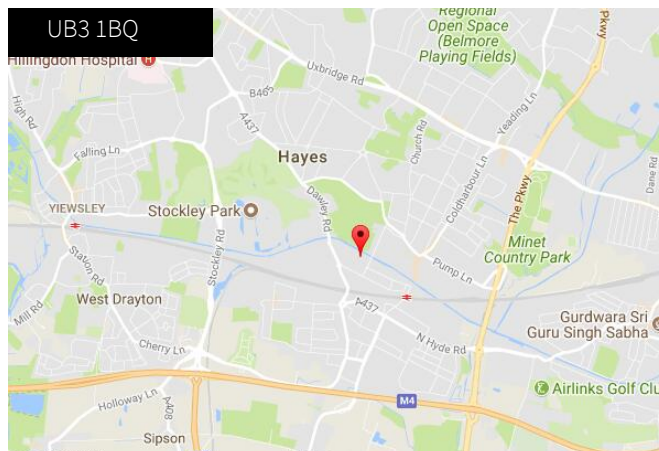 UB3 1BQ
Regional
Open Space
(Belmore
Playing Fields)
Pkwy
Hillingdon Hospital
H
Uxbridge Rd
High Rd
B465
A437
Yeading Ln
Church Rd
Falling Ln
Hayes
Coldharbour Ln
Dane Rd
Dawley Rd
The Pkwy
YIEWSLEY
Stockley Park
Stockley Rd
Minet
Country Park
Station Rd
Pump Ln
West Drayton
A437
Mill Rd
Gurdwara Sri
Guru Singh Sabha
N Hyde Rd
Cherry Ln
Holloway Ln
A408
M4
Airlinks Golf Clu
Sipson